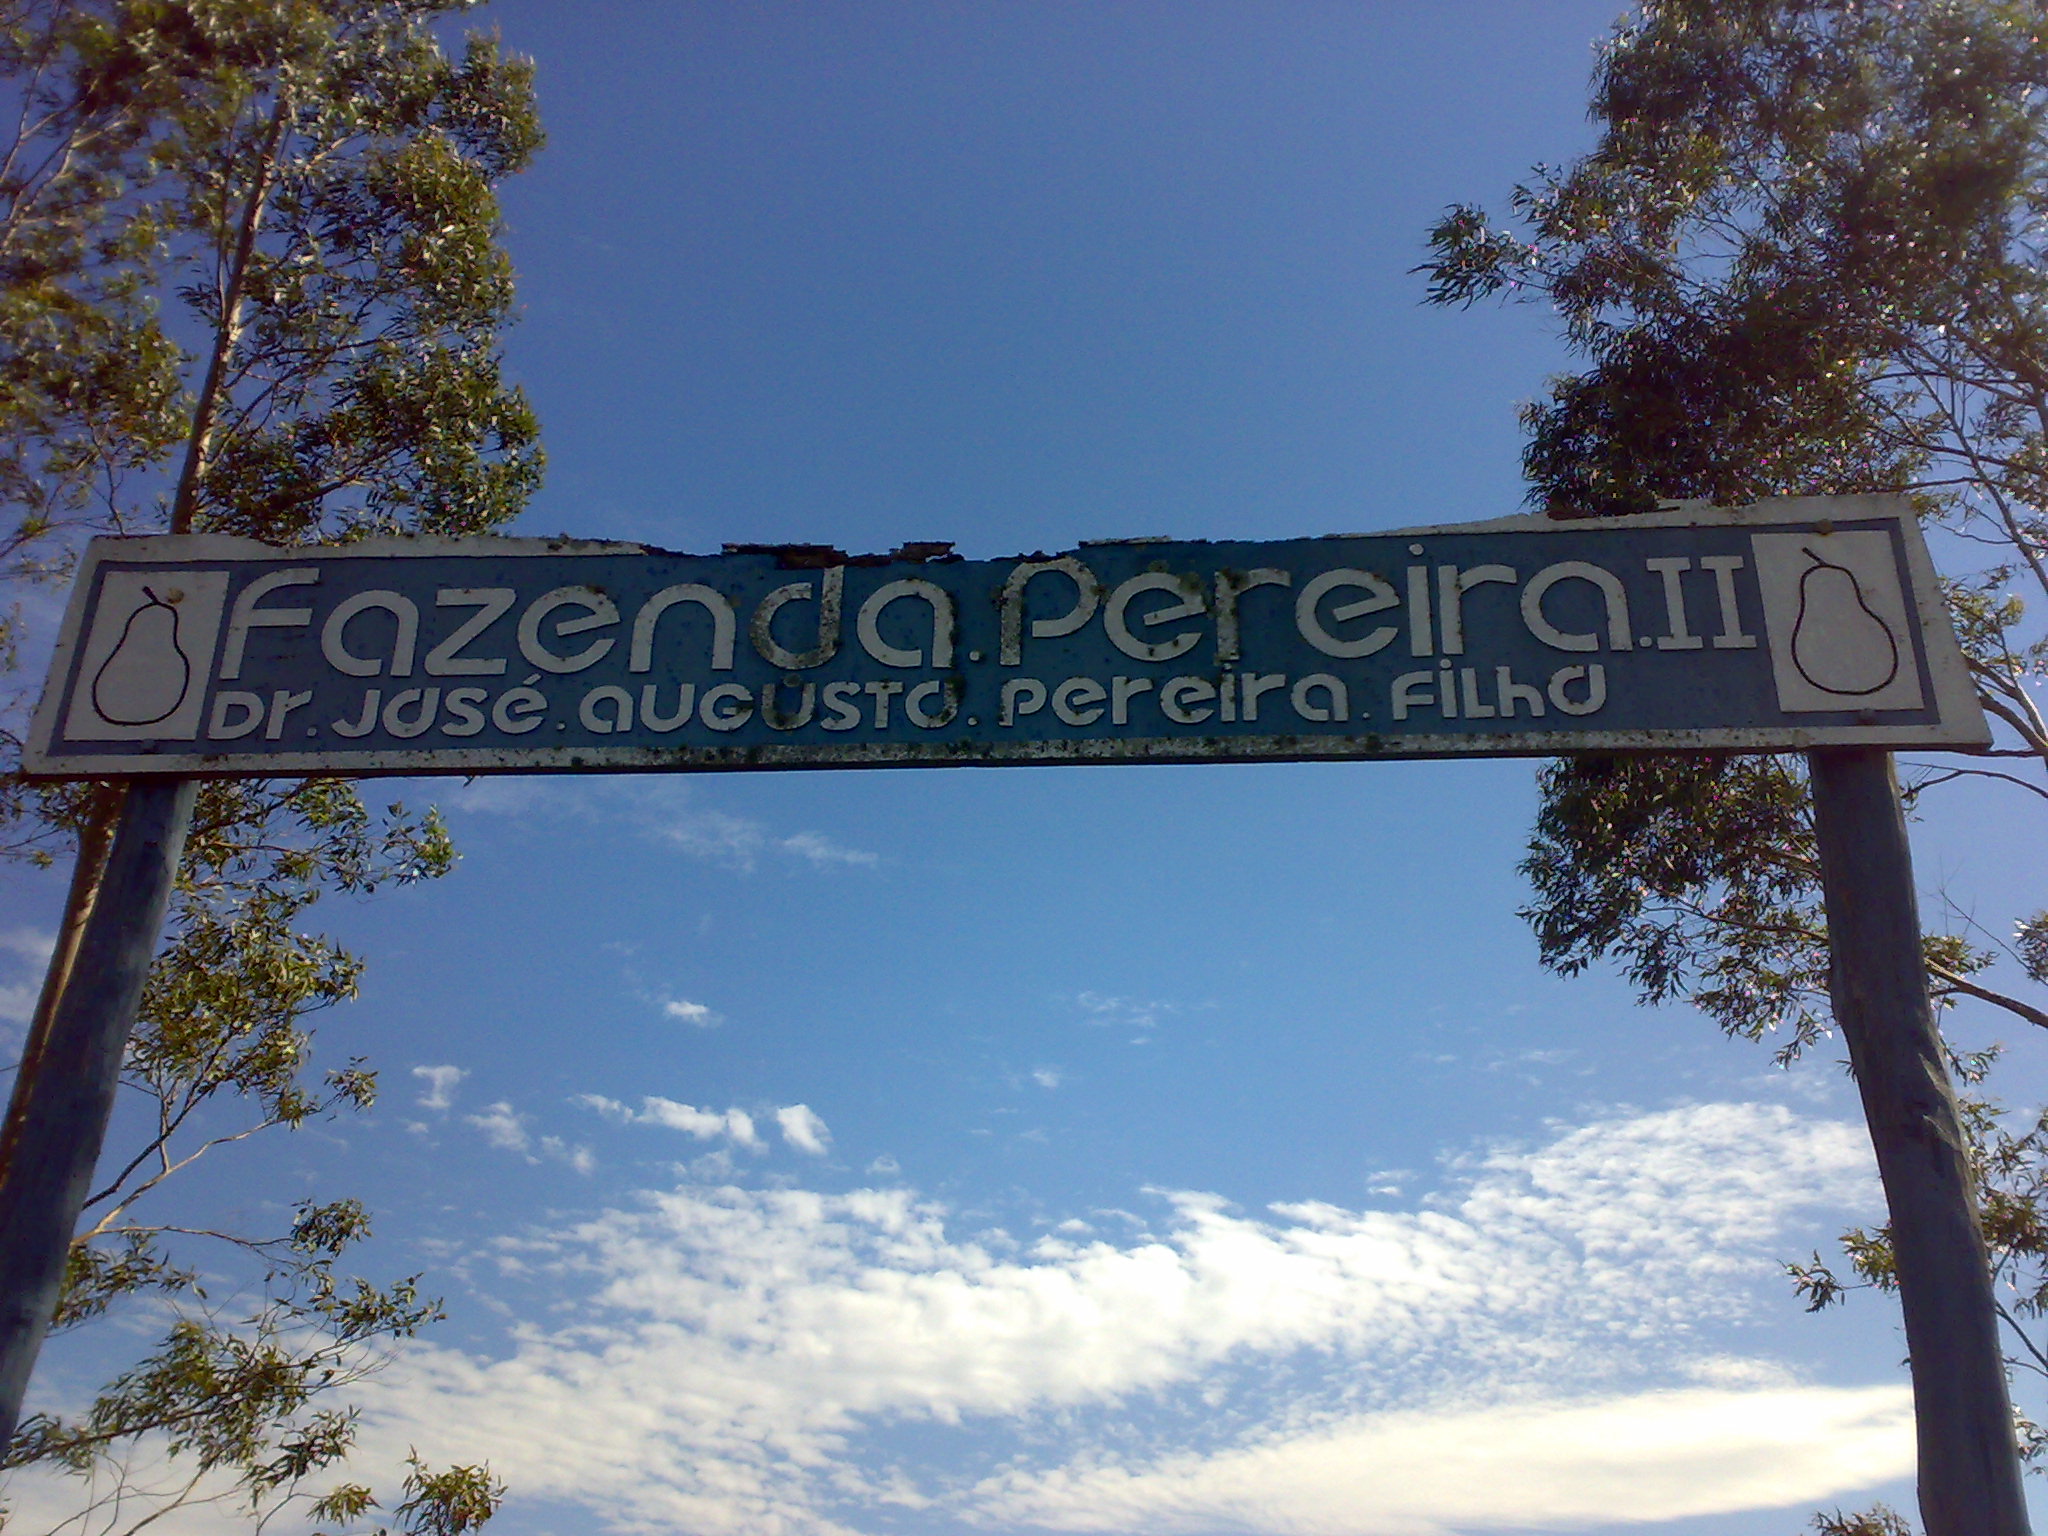 Fazenda.Pereira.II
Dr. José. Augusto. Pereira. Filho